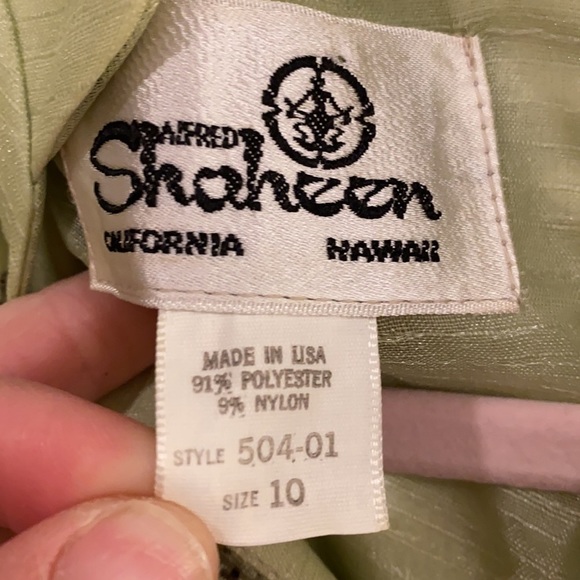 ALFRED
Shaheen
CALIFORNIA HAWAII
MADE IN USA
91% POLYESTER
9% NYLON
STYLE 504-01
SIZE 10